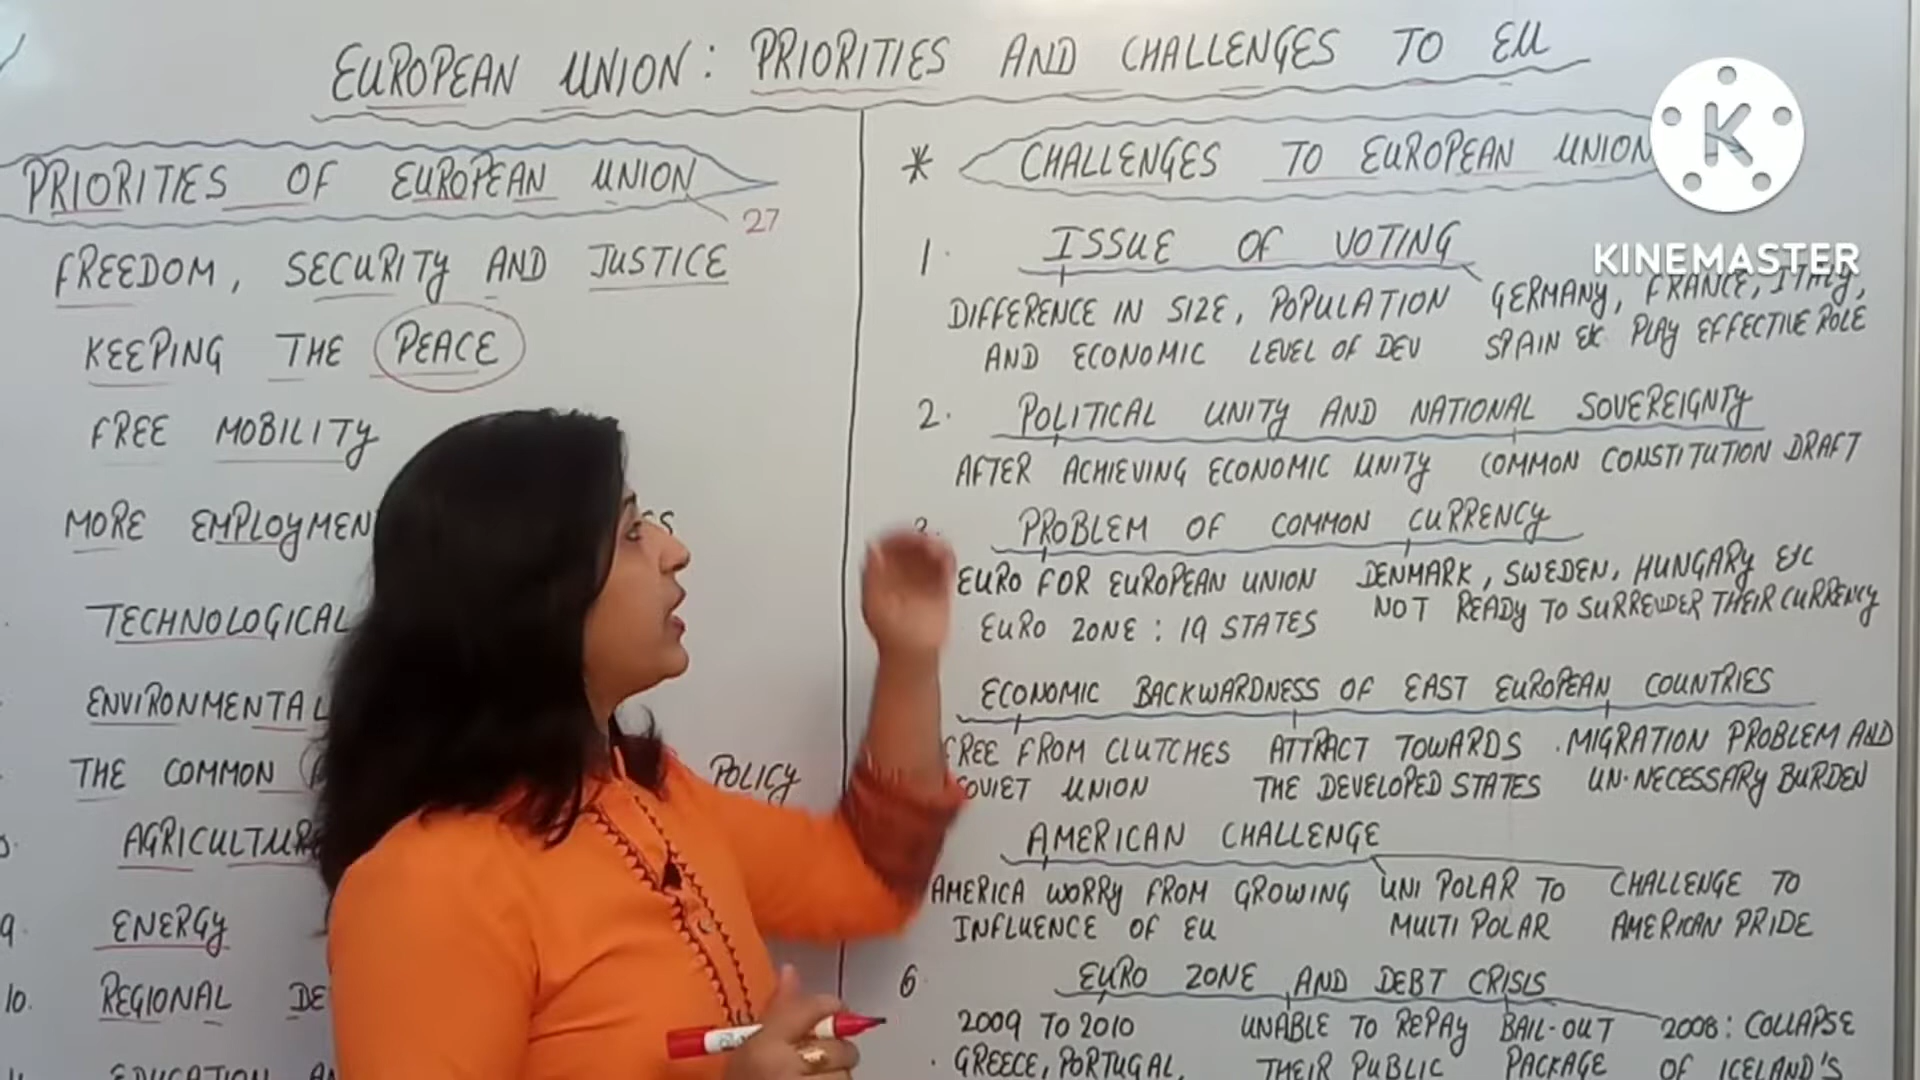 EUROPEAN UNION: PRIORITIES AND CHALLENGES TO EU
PRIORITIES OF EUROPEAN UNION
27
FREEDOM, SECURITY AND JUSTICE
KEEPING THE PEACE
FREE MOBILITY
MORE
TECHNOLOGICAL
ENVIRONMENTAL
THE COMMON POLICY
9. ENERGY
10. REGIONAL
* CHALLENGES TO EUROPEAN UNION
1. ISSUE OF VOTING
DIFFERENCE IN SIZE, POPULATION
AND ECONOMIC LEVEL OF DEV
GERMANY, FRANCE, ITALY,
SPAIN etc PLAY EFFECTIVE ROLE
2. POLITICAL UNITY AND NATIONAL SOVEREIGNTY
AFTER ACHIEVING ECONOMIC UNITY
COMMON CONSTITUTION DRAFT
PROBLEM OF COMMON CURRENCY
EURO FOR EUROPEAN UNION
EURO ZONE: 19 STATES
DENMARK, SWEDEN, HUNGARY etc
NOT READY TO SURRENDER THEIR CURRENCY
ECONOMIC BACKWARDNESS OF EAST EUROPEAN COUNTRIES
FREE FROM CLUTCHES
SOVIET UNION
ATTRACT TOWARDS
THE DEVELOPED STATES
MIGRATION PROBLEM AND
UN-NECESSARY BURDEN
AMERICAN CHALLENGE
AMERICA WORRY FROM GROWING
INFLUENCE OF EU
UNI POLAR TO
MULTI POLAR
CHALLENGE TO
AMERICAN PRIDE
6. EURO ZONE AND DEBT CRISIS
2009 TO 2010
GREECE, PORTUGAL,
UNABLE TO REPAY
THEIR PUBLIC
BAIL-OUT
PACKAGE
2008: COLLAPSE
OF ICELAND'S
K
KINEMASTER